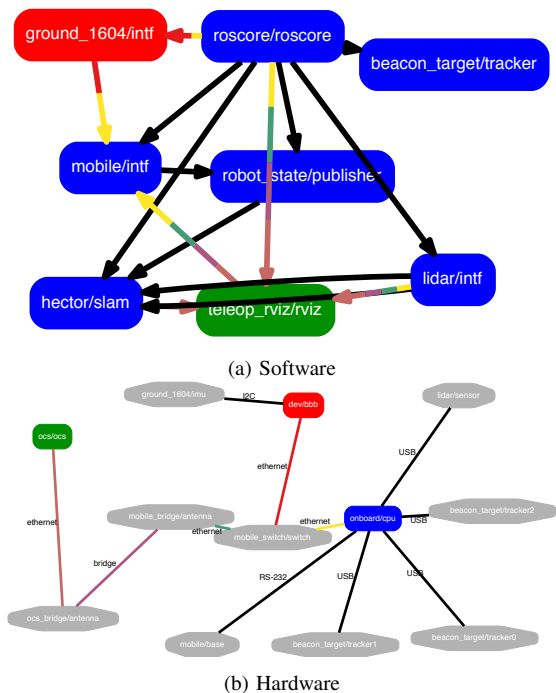 ground_1604/intf
roscore/roscore
beacon_target/tracker
mobile/intf
robot_state/publisher
lidar/intf
hector/slam
teleop_rviz/rviz
(a) Software
ground_1604/imu
I2C
dev/bbb
lidar/sensor
ocs/ocs
ethernet
USB
mobile_bridge/antenna
ethernet
mobile_switch/switch
ethernet
onboard/cpu
USB
beacon_target/tracker2
ethernet
bridge
RS-232
USB
USB
ocs_bridge/antenna
mobile/base
beacon_target/tracker1
beacon_target/tracker0
(b) Hardware